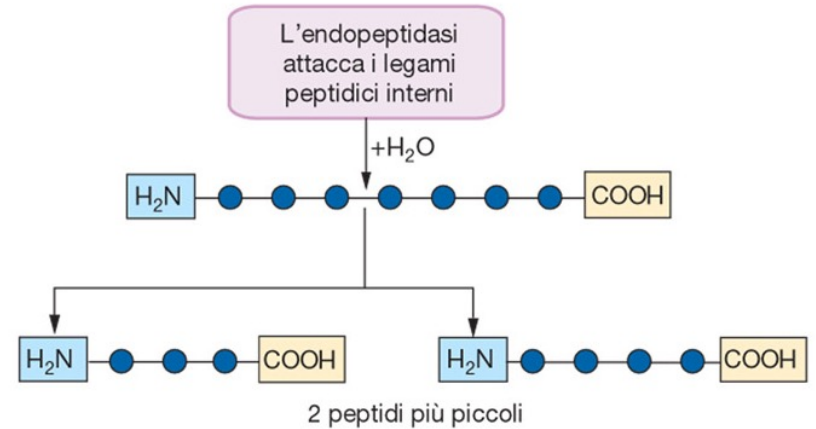 L'endopeptidasi
attacca i legami
peptidici interni
+H₂O
H₂N COOH
H₂N COOH H₂N COOH
2 peptidi più piccoli